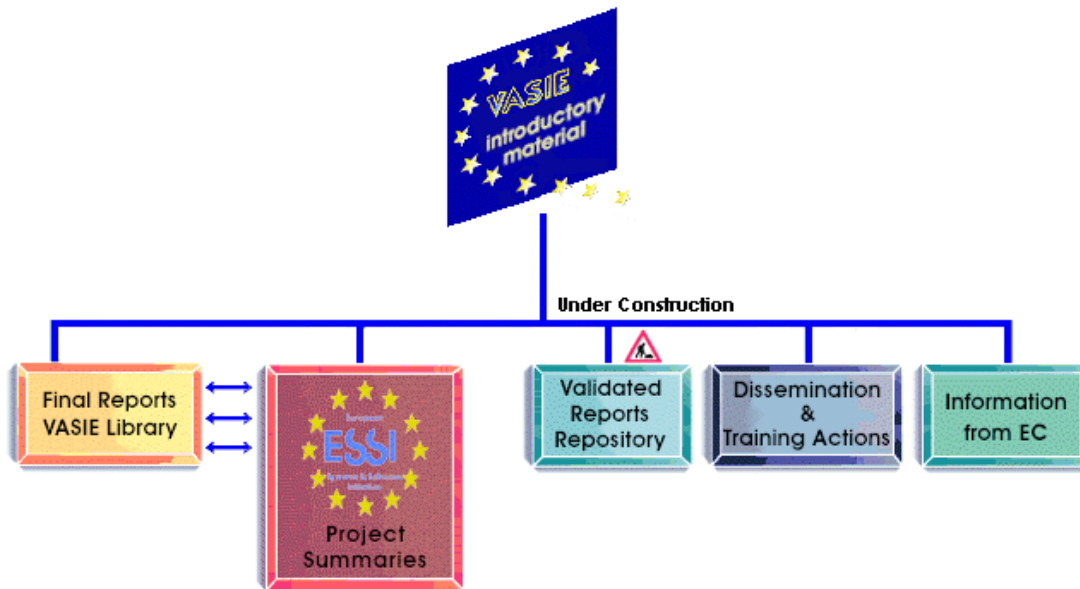 VASIE
introductory
material
Under Construction
Final Reports
VASIE Library
European
ESSI
Project
Summaries
Validated
Reports
Repository
Dissemination
&
Training Actions
Information
from EC